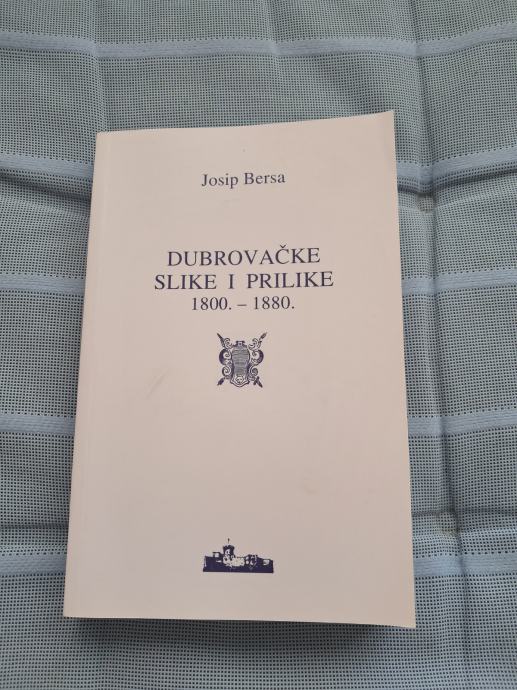 Josip Bersa
DUBROVAČKE
SLIKE I PRILIKE
1800. – 1880.